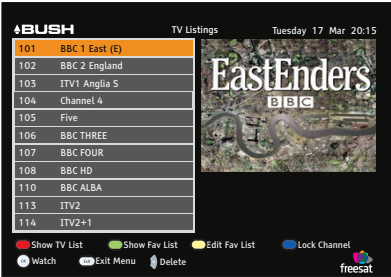 BUSH TV Listings Tuesday 17 Mar 20:15
101 BBC 1 East (E)
102 BBC 2 England
103 ITV1 Anglia S
104 Channel 4
105 Five
106 BBC THREE
107 BBC FOUR
108 BBC HD
110 BBC ALBA
113 ITV2
114 ITV2+1
EastEnders
BBC
Show TV List Show Fav List Edit Fav List Lock Channel
OK Watch Exit Exit Menu Delete
freesat